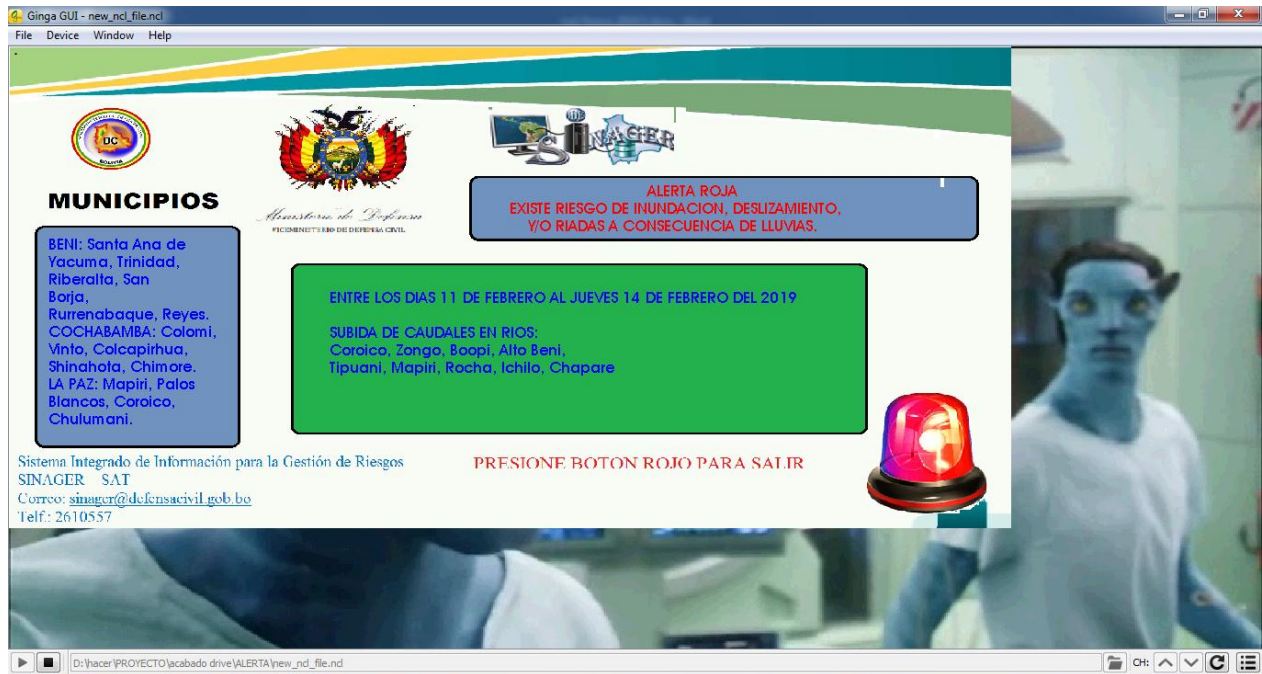 Ginga GUI - new_ncl_file.ncl
File Device Window Help
DC
BOLIVIA
SINAGER
MUNICIPIOS
Ministerio de Defensa
VICEMINISTERIO DE DEFENSA CIVIL
ALERTA ROJA
EXISTE RIESGO DE INUNDACION, DESLIZAMIENTO,
Y/O RIADAS A CONSECUENCIA DE LLUVIAS.
BENI: Santa Ana de
Yacuma, Trinidad,
Riberalta, San
Borja,
Rurrenabaque, Reyes.
COCHABAMBA: Colomi,
Vinto, Colcapirhua,
Shinahota, Chimore.
LA PAZ: Mapiri, Palos
Blancos, Coroico,
Chulumani.
ENTRE LOS DIAS 11 DE FEBRERO AL JUEVES 14 DE FEBRERO DEL 2019
SUBIDA DE CAUDALES EN RIOS:
Coroico, Zongo, Boopi, Alto Beni,
Tipuani, Mapiri, Rocha, Ichilo, Chapare
Sistema Integrado de Información para la Gestión de Riesgos
SINAGER SAT
Correo: sinager@defensacivil.gob.bo
Telf.: 2610557
PRESIONE BOTON ROJO PARA SALIR
D:\hacer\PROYECTO\acabado drive\ALERTA\new_ncl_file.ncl
CH: